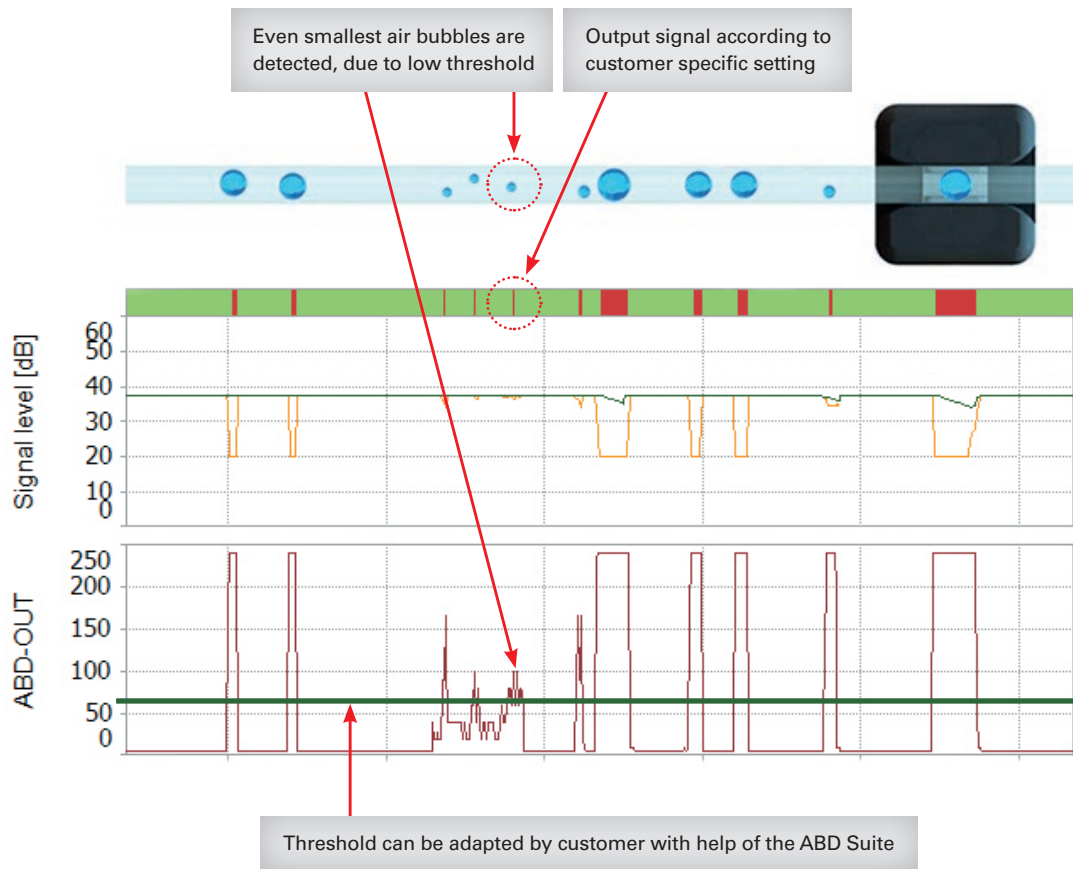 Even smallest air bubbles are
detected, due to low threshold
Output signal according to
customer specific setting
Signal level [dB]
60
50
40
30
20
10
0
ABD-OUT
250
200
150
100
50
0
Threshold can be adapted by customer with help of the ABD Suite